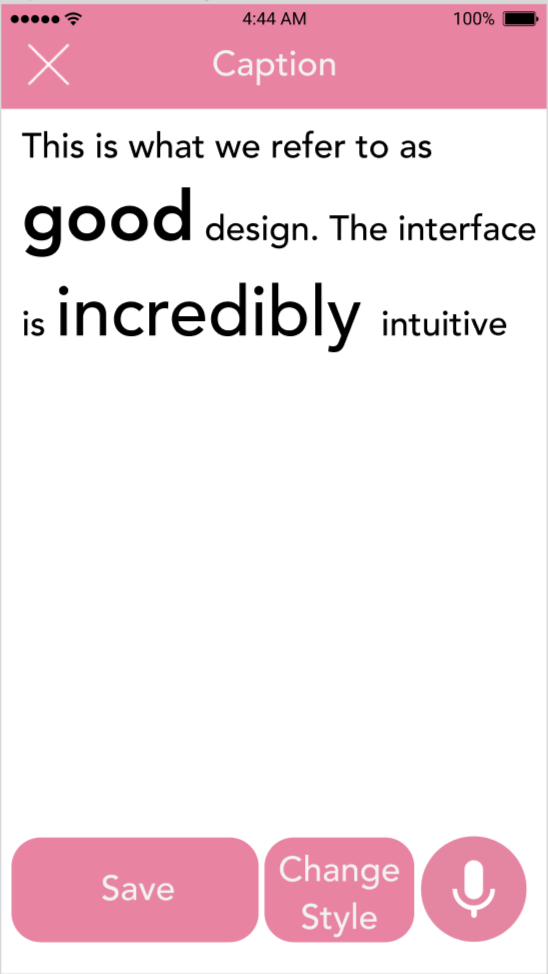 4:44 AM 100%
Caption
This is what we refer to as
good design. The interface
is incredibly intuitive
Save
Change
Style